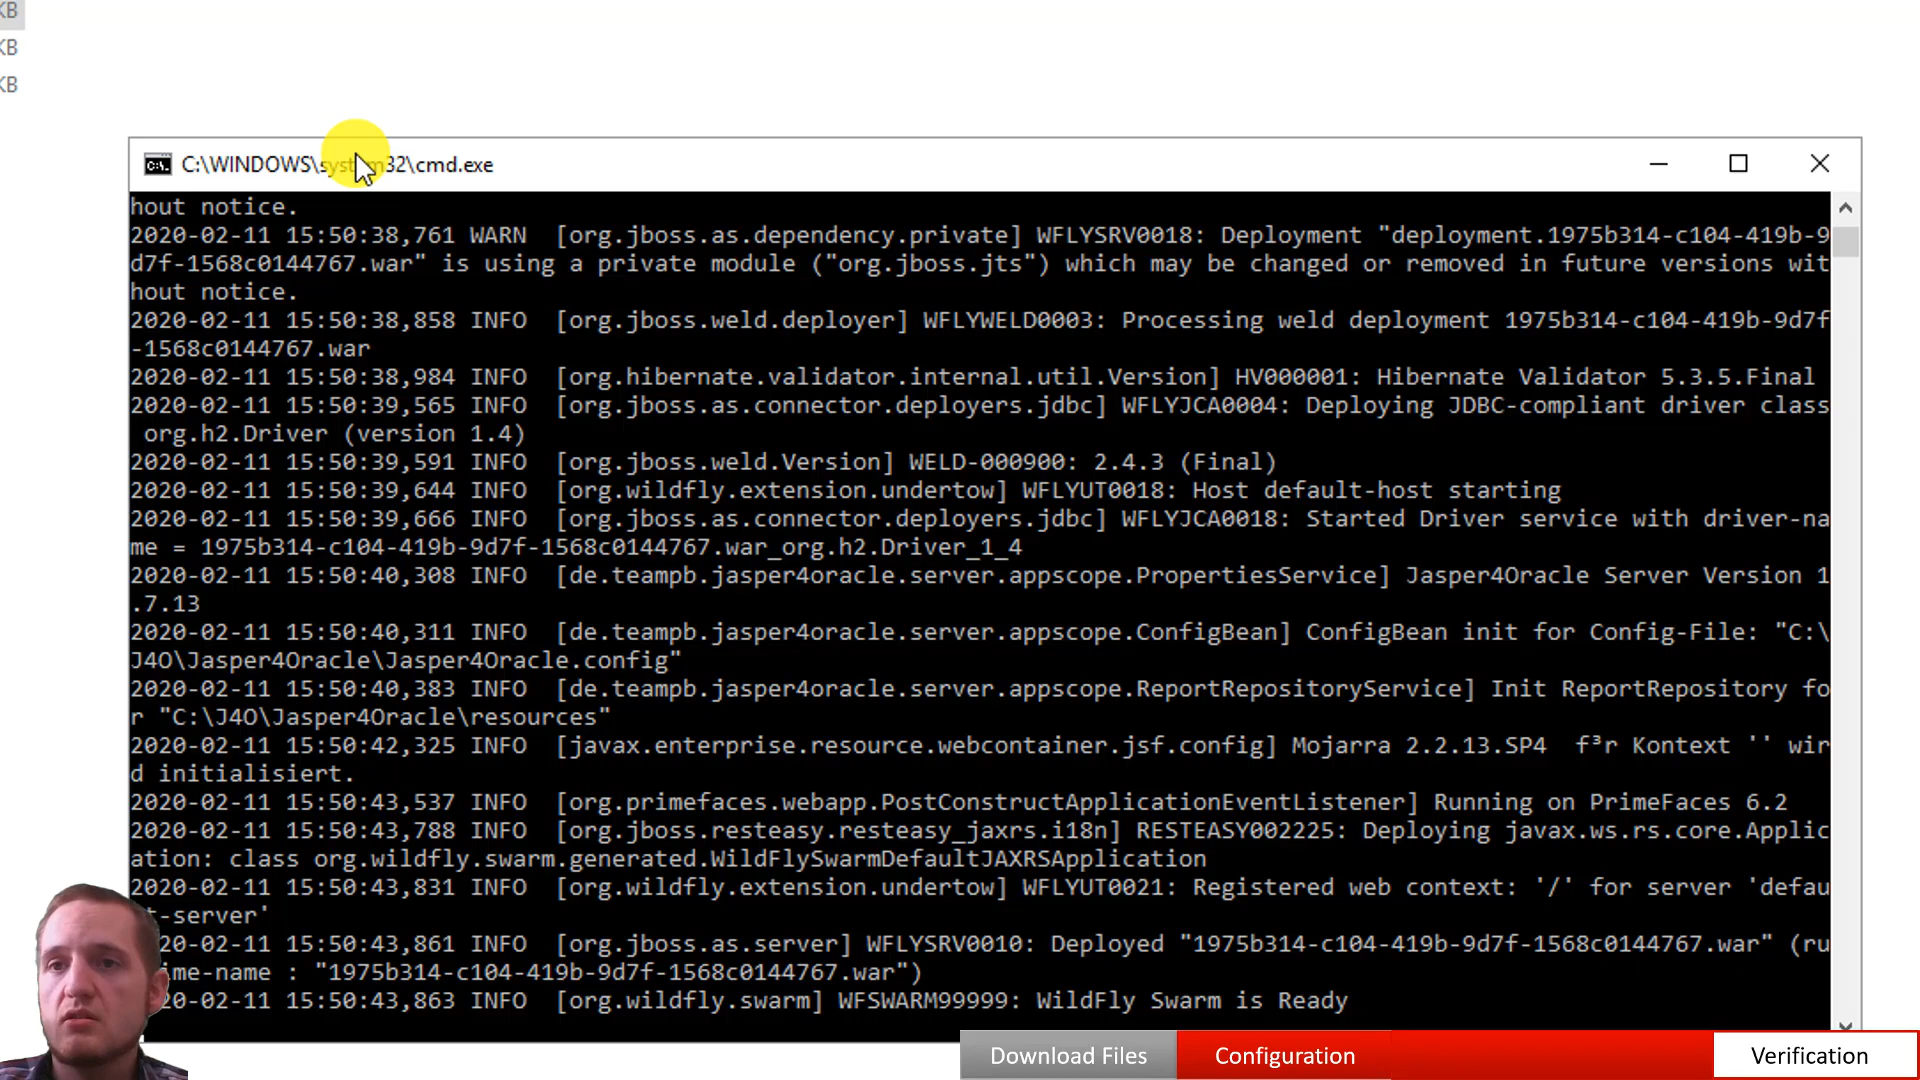 KB
KB
KB
C:\WINDOWS\system32\cmd.exe
hout notice.
2020-02-11 15:50:38,761 WARN  [org.jboss.as.dependency.private] WFLYSRV0018: Deployment "deployment.1975b314-c104-419b-9
d7f-1568c0144767.war" is using a private module ("org.jboss.jts") which may be changed or removed in future versions wit
hout notice.
2020-02-11 15:50:38,858 INFO  [org.jboss.weld.deployer] WFLYWELD0003: Processing weld deployment 1975b314-c104-419b-9d7f
-1568c0144767.war
2020-02-11 15:50:38,984 INFO  [org.hibernate.validator.internal.util.Version] HV000001: Hibernate Validator 5.3.5.Final
2020-02-11 15:50:39,565 INFO  [org.jboss.as.connector.deployers.jdbc] WFLYJCA0004: Deploying JDBC-compliant driver class
 org.h2.Driver (version 1.4)
2020-02-11 15:50:39,591 INFO  [org.jboss.weld.Version] WELD-000900: 2.4.3 (Final)
2020-02-11 15:50:39,644 INFO  [org.wildfly.extension.undertow] WFLYUT0018: Host default-host starting
2020-02-11 15:50:39,666 INFO  [org.jboss.as.connector.deployers.jdbc] WFLYJCA0018: Started Driver service with driver-na
me = 1975b314-c104-419b-9d7f-1568c0144767.war_org.h2.Driver_1_4
2020-02-11 15:50:40,308 INFO  [de.teampb.jasper4oracle.server.appscope.PropertiesService] Jasper4Oracle Server Version 1
.7.13
2020-02-11 15:50:40,311 INFO  [de.teampb.jasper4oracle.server.appscope.ConfigBean] ConfigBean init for Config-File: "C:\
J4O\Jasper4Oracle\Jasper4Oracle.config"
2020-02-11 15:50:40,383 INFO  [de.teampb.jasper4oracle.server.appscope.ReportRepositoryService] Init ReportRepository fo
r "C:\J4O\Jasper4Oracle\resources"
2020-02-11 15:50:42,325 INFO  [javax.enterprise.resource.webcontainer.jsf.config] Mojarra 2.2.13.SP4  f³r Kontext '' wir
d initialisiert.
2020-02-11 15:50:43,537 INFO  [org.primefaces.webapp.PostConstructApplicationEventListener] Running on PrimeFaces 6.2
2020-02-11 15:50:43,788 INFO  [org.jboss.resteasy.resteasy_jaxrs.i18n] RESTEASY002225: Deploying javax.ws.rs.core.Applic
ation: class org.wildfly.swarm.generated.WildFlySwarmDefaultJAXRSApplication
2020-02-11 15:50:43,831 INFO  [org.wildfly.extension.undertow] WFLYUT0021: Registered web context: '/' for server 'defau
t-server'
20-02-11 15:50:43,861 INFO  [org.jboss.as.server] WFLYSRV0010: Deployed "1975b314-c104-419b-9d7f-1568c0144767.war" (ru
ime-name : "1975b314-c104-419b-9d7f-1568c0144767.war")
20-02-11 15:50:43,863 INFO  [org.wildfly.swarm] WFSWARM99999: WildFly Swarm is Ready
Download Files
Configuration
Verification